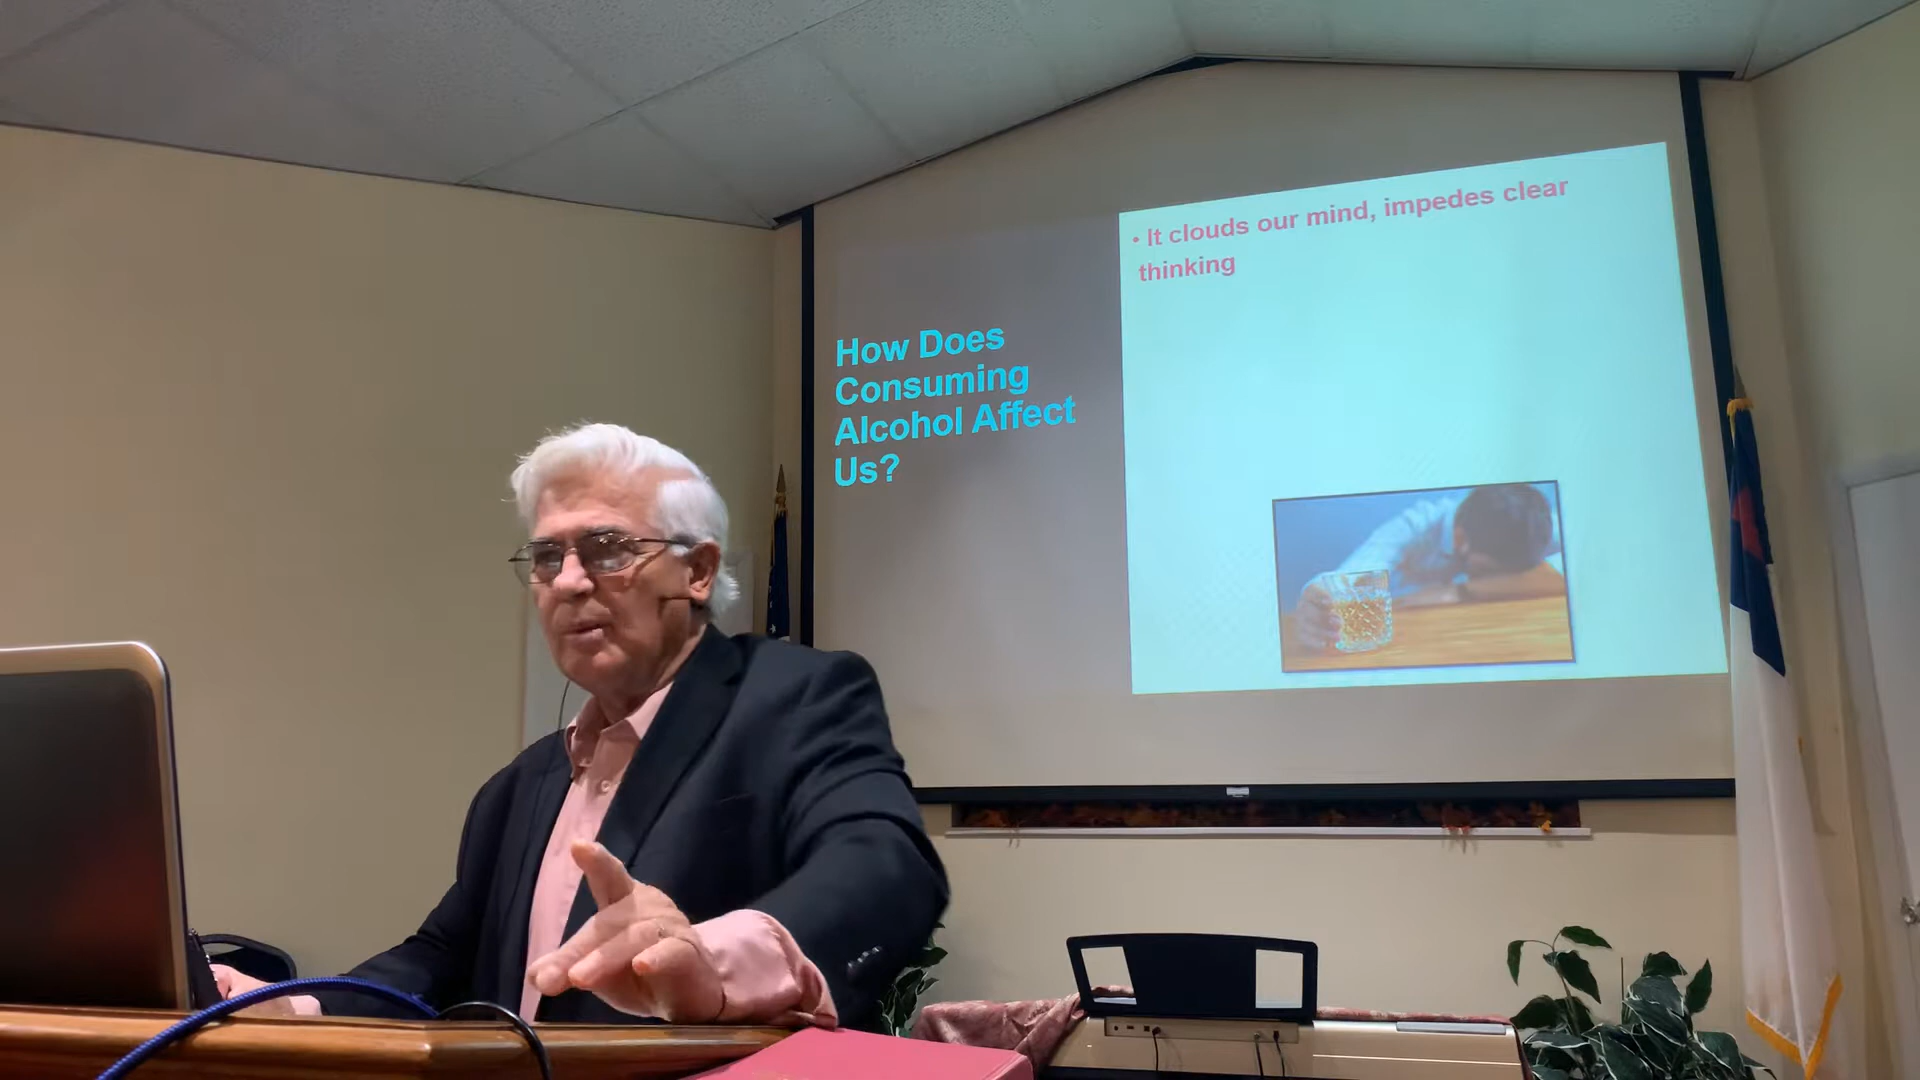 How Does
Consuming
Alcohol Affect
Us?
• It clouds our mind, impedes clear
thinking